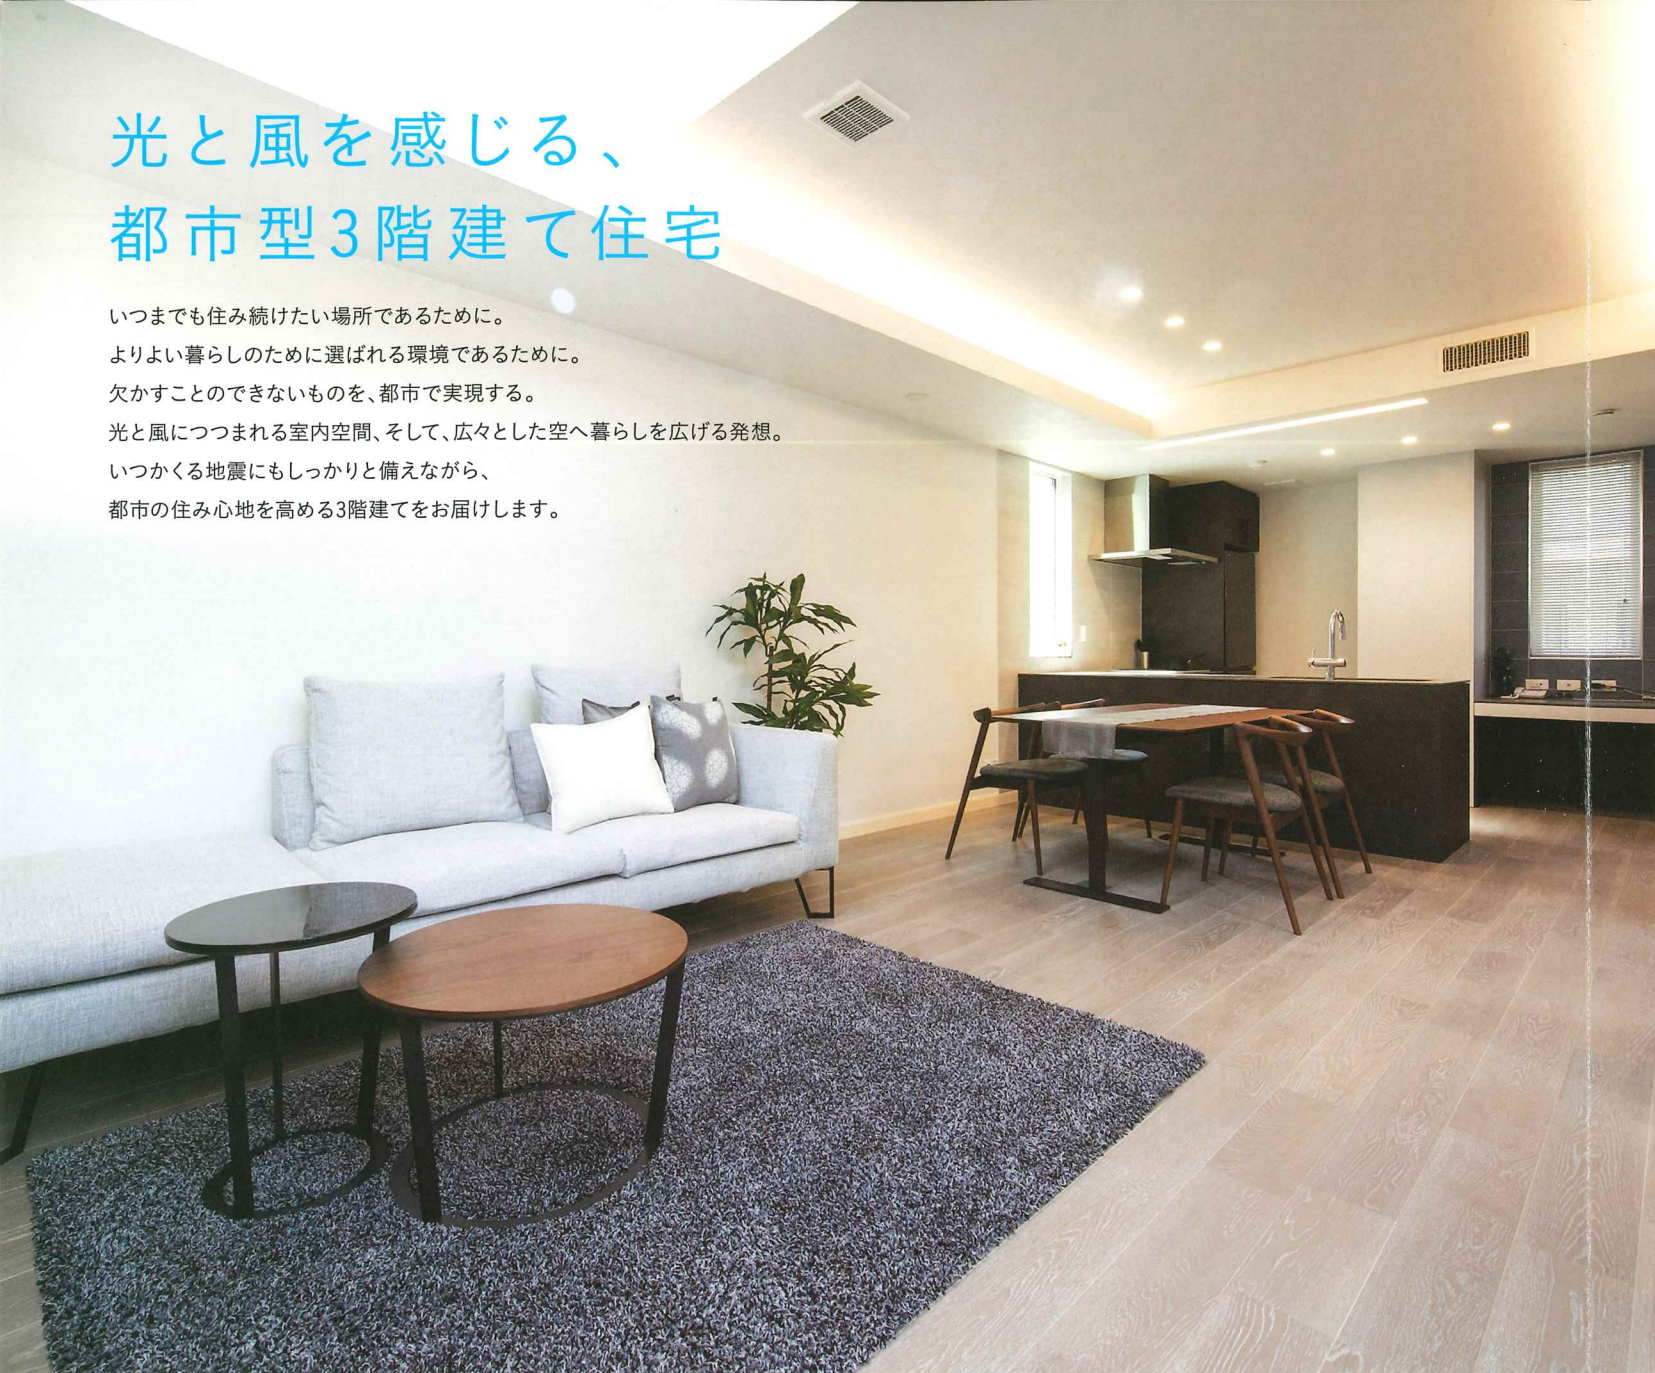 光と風を感じる、
都市型3階建て住宅
いつまでも住み続けたい場所であるために。
よりよい暮らしのために選ばれる環境であるために。
欠かすことのできないものを、都市で実現する。
光と風につつまれる室内空間、そして、広々とした空へ暮らしを広げる発想。
いつかくる地震にもしっかりと備えながら、
都市の住み心地を高める3階建てをお届けします。